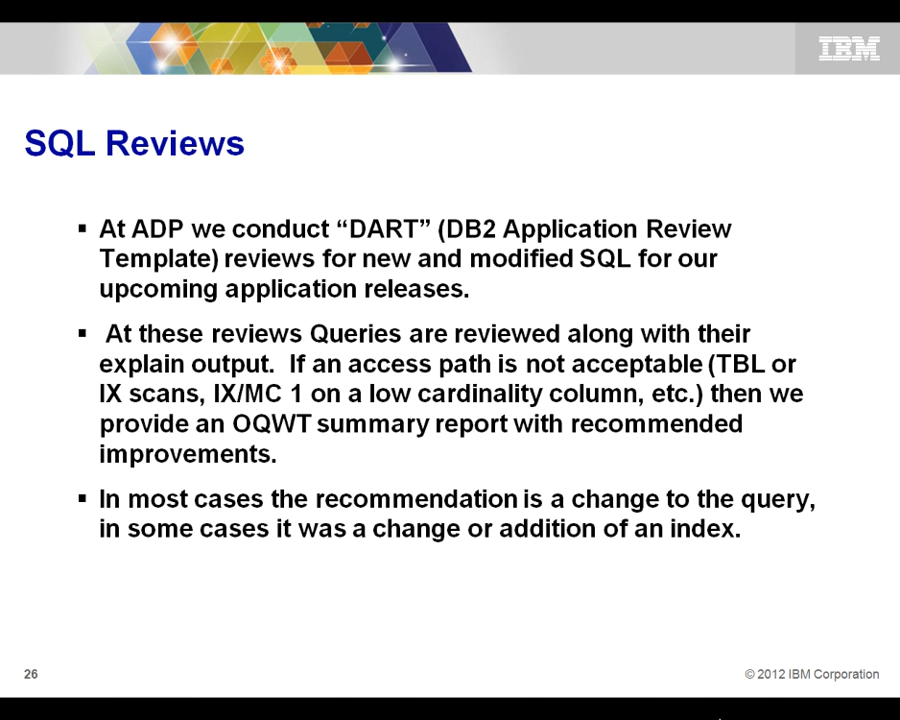 IBM
SQL Reviews
▪ At ADP we conduct “DART” (DB2 Application Review
Template) reviews for new and modified SQL for our
upcoming application releases.
▪ At these reviews Queries are reviewed along with their
explain output.  If an access path is not acceptable (TBL or
IX scans, IX/MC 1 on a low cardinality column, etc.) then we
provide an OQWT summary report with recommended
improvements.
▪ In most cases the recommendation is a change to the query,
in some cases it was a change or addition of an index.
26
© 2012 IBM Corporation